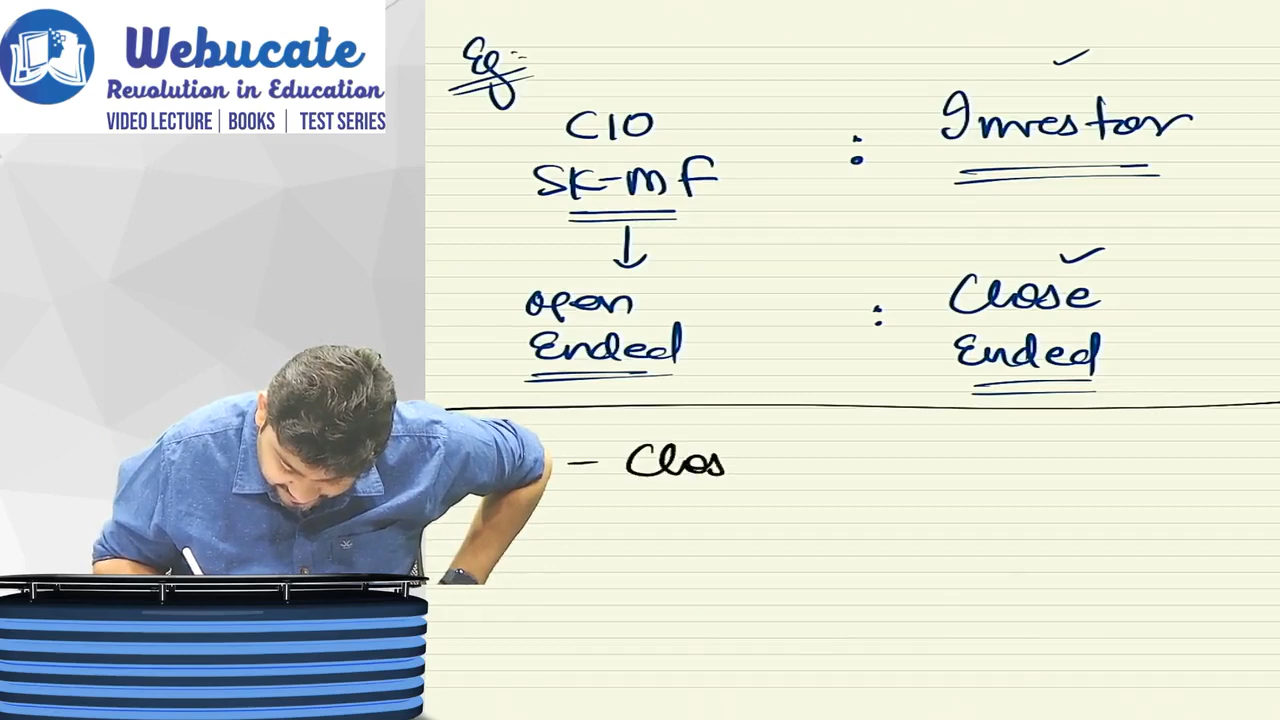 Webucate
Revolution in Education
VIDEO LECTURE | BOOKS | TEST SERIES
Eg:-
CIO : Investor
SK-MF
Open : Close
Ended Ended
- Clos